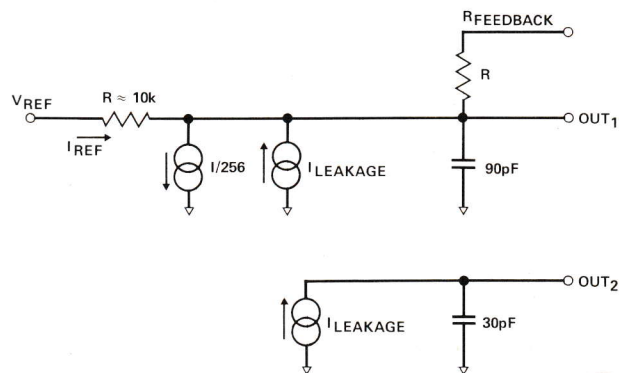 RFEEDBACK
R
VREF
R ≈ 10k
IREF
I/256
ILEAKAGE
90pF
OUT1
ILEAKAGE
30pF
OUT2